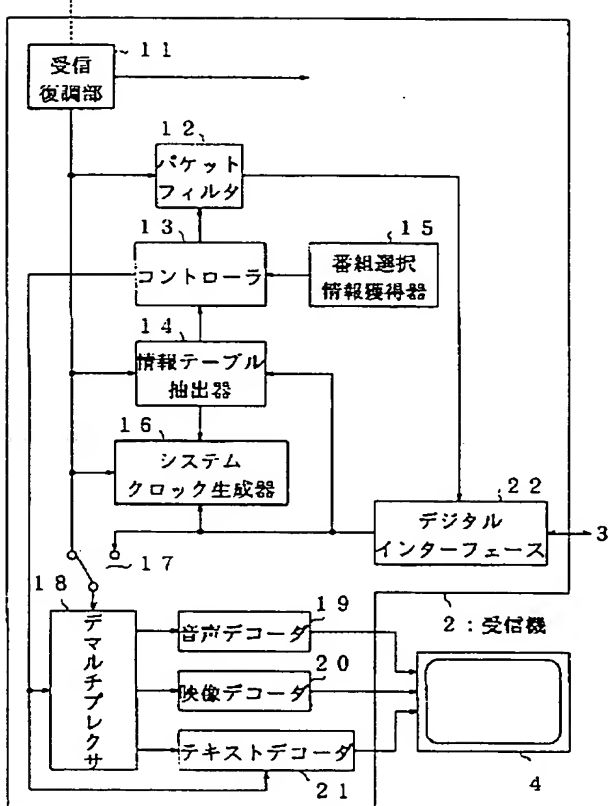 11
受信
復調部
12
パケット
フィルタ
13
コントローラ
15
番組選択
情報獲得器
14
情報テーブル
抽出器
16
システム
クロック生成器
22
デジタル
インターフェース
3
17
18
デマルチプレクサ
19
音声デコーダ
2:受信機
20
映像デコーダ
テキストデコーダ
21
4